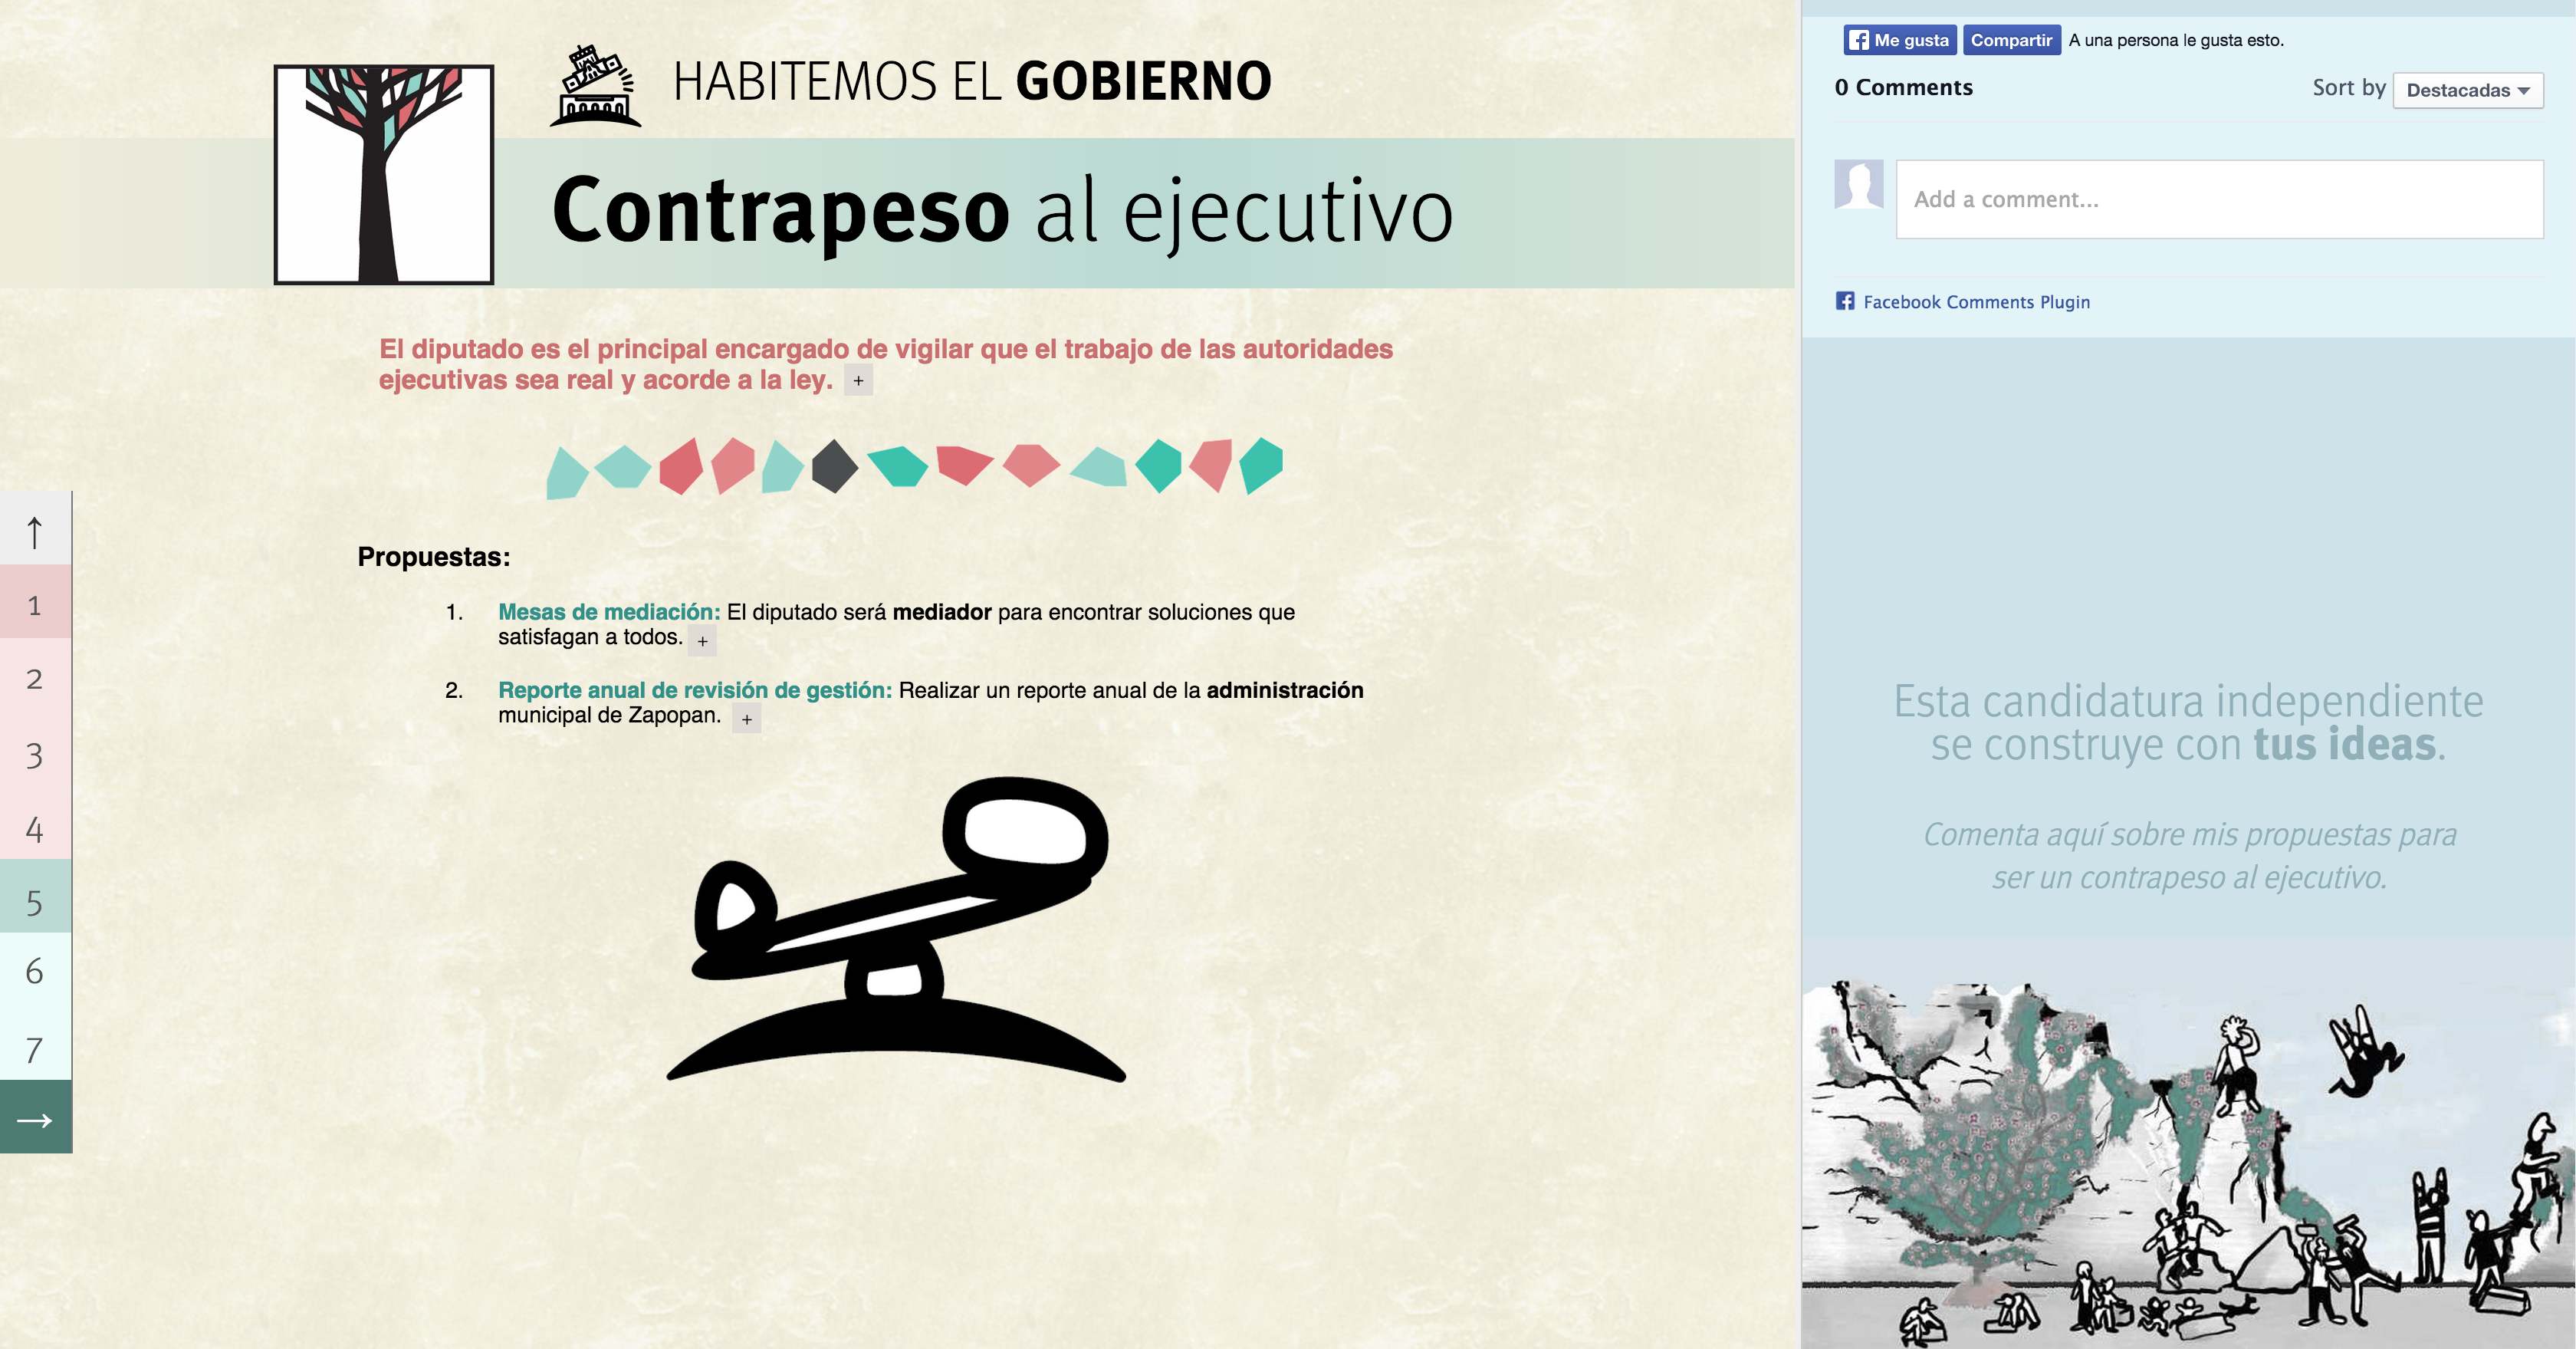 HABITEMOS EL GOBIERNO
Contrapeso al ejecutivo
El diputado es el principal encargado de vigilar que el trabajo de las autoridades
ejecutivas sea real y acorde a la ley. +
Propuestas:
1. Mesas de mediación: El diputado será mediador para encontrar soluciones que
satisfagan a todos. +
2. Reporte anual de revisión de gestión: Realizar un reporte anual de la administración
municipal de Zapopan. +
↑
1
2
3
4
5
6
7
→
Me gusta Compartir A una persona le gusta esto.
0 Comments Sort by Destacadas
Add a comment...
Facebook Comments Plugin
Esta candidatura independiente
se construye con tus ideas.
Comenta aquí sobre mis propuestas para
ser un contrapeso al ejecutivo.